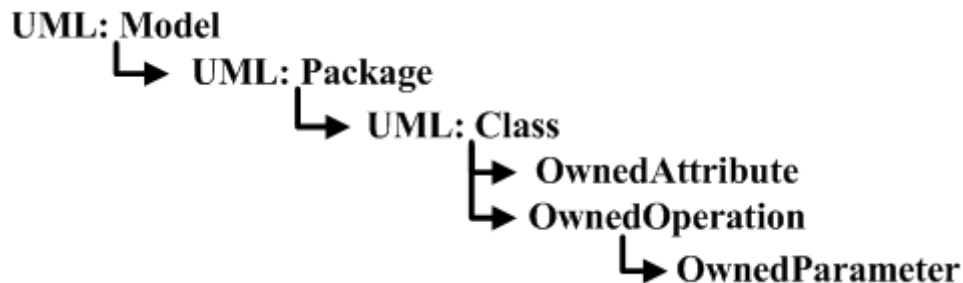 UML: Model
UML: Package
UML: Class
OwnedAttribute
OwnedOperation
OwnedParameter